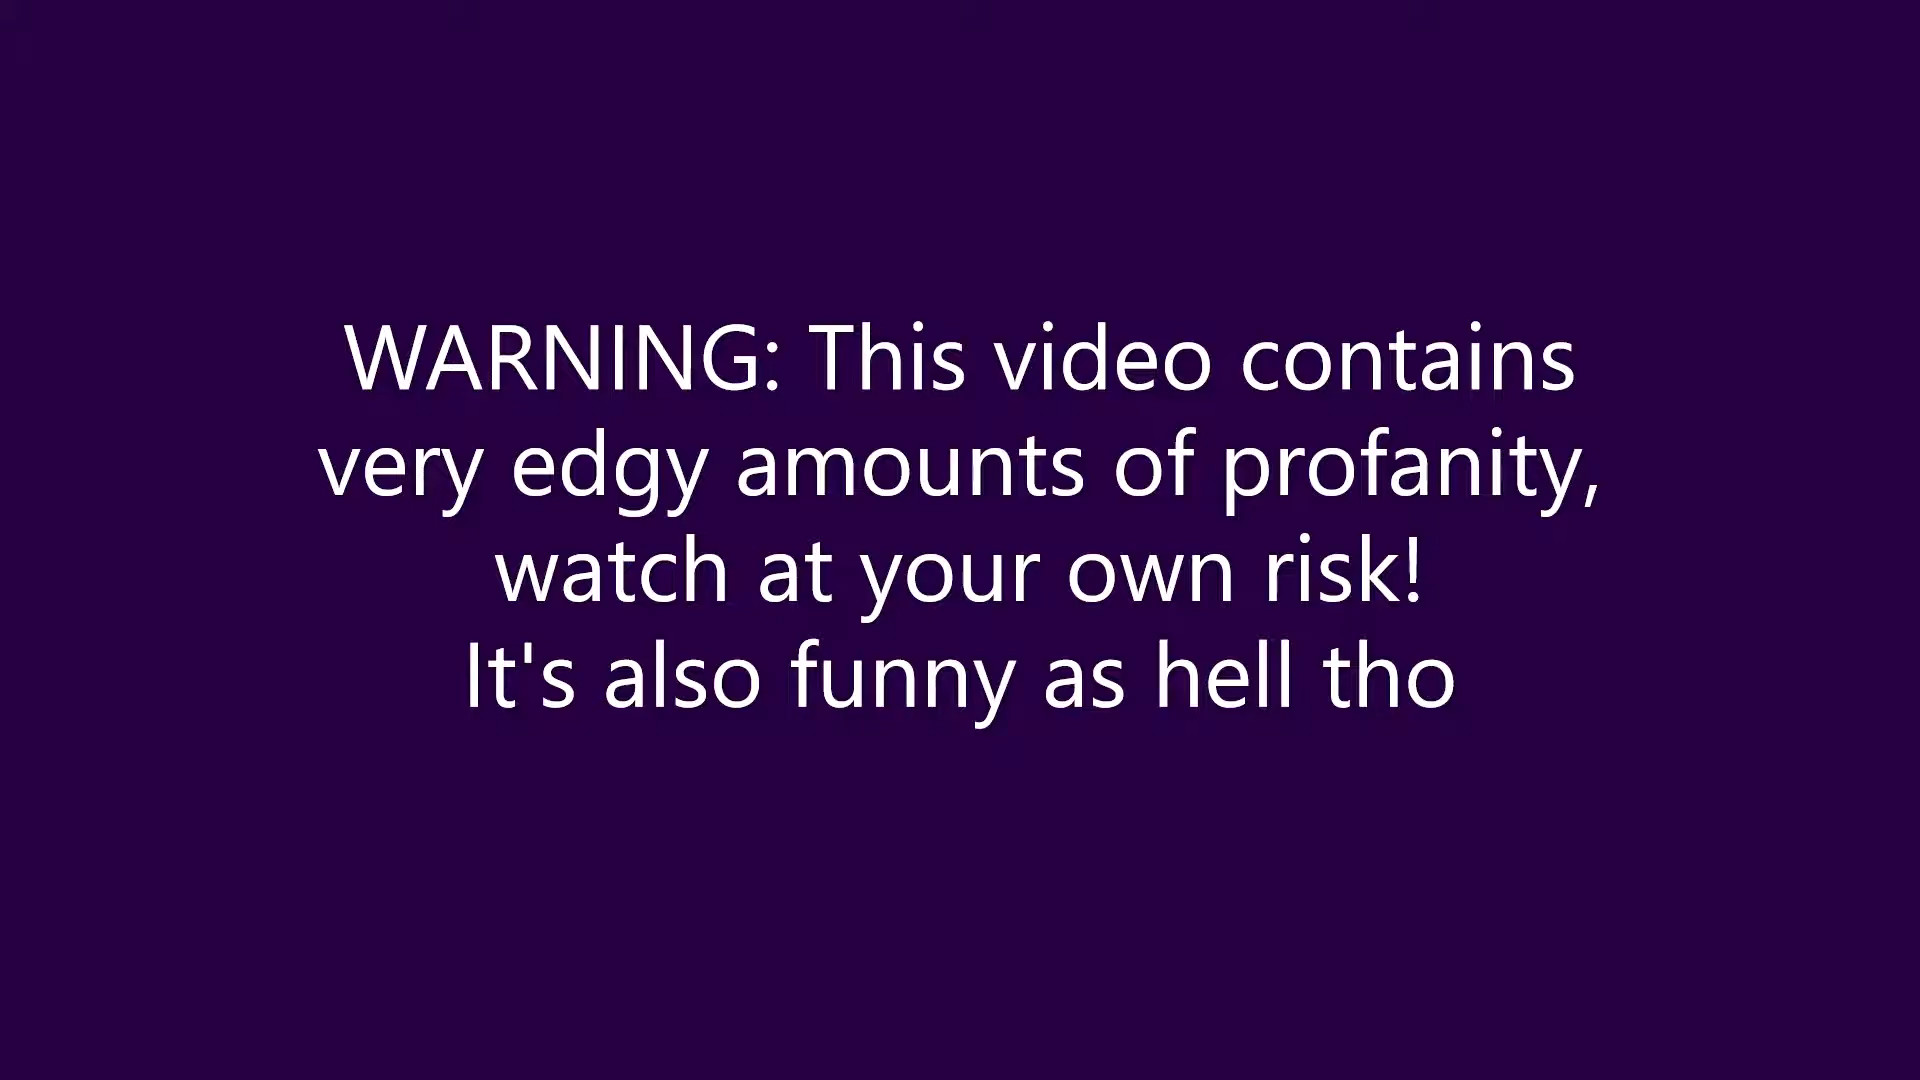 WARNING: This video contains
very edgy amounts of profanity,
watch at your own risk!
It's also funny as hell tho